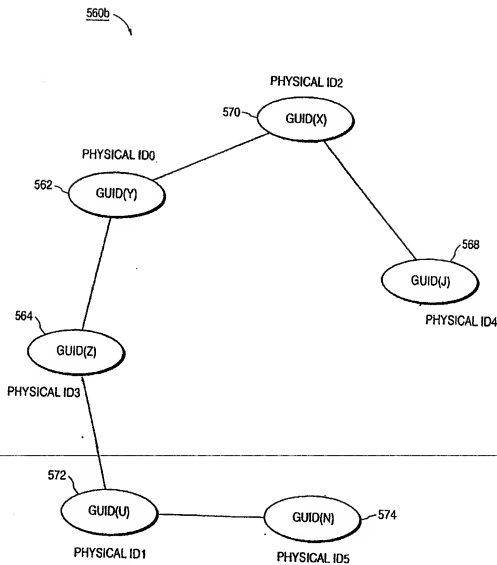 560b
PHYSICAL ID2
570
GUID(X)
PHYSICAL ID0
562
GUID(Y)
568
GUID(J)
PHYSICAL ID4
564
GUID(Z)
PHYSICAL ID3
572
GUID(U)
GUID(N)
574
PHYSICAL ID1
PHYSICAL ID5